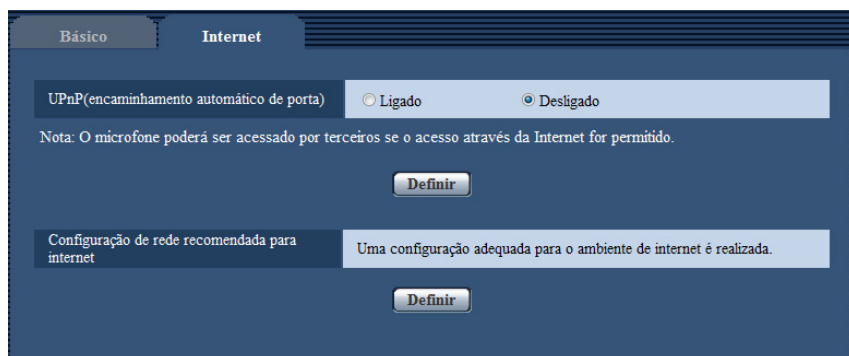 Básico
Internet
UPnP(encaminhamento automático de porta)
Ligado
Desligado
Nota: O microfone poderá ser acessado por terceiros se o acesso através da Internet for permitido.
Definir
Configuração de rede recomendada para
internet
Uma configuração adequada para o ambiente de internet é realizada.
Definir